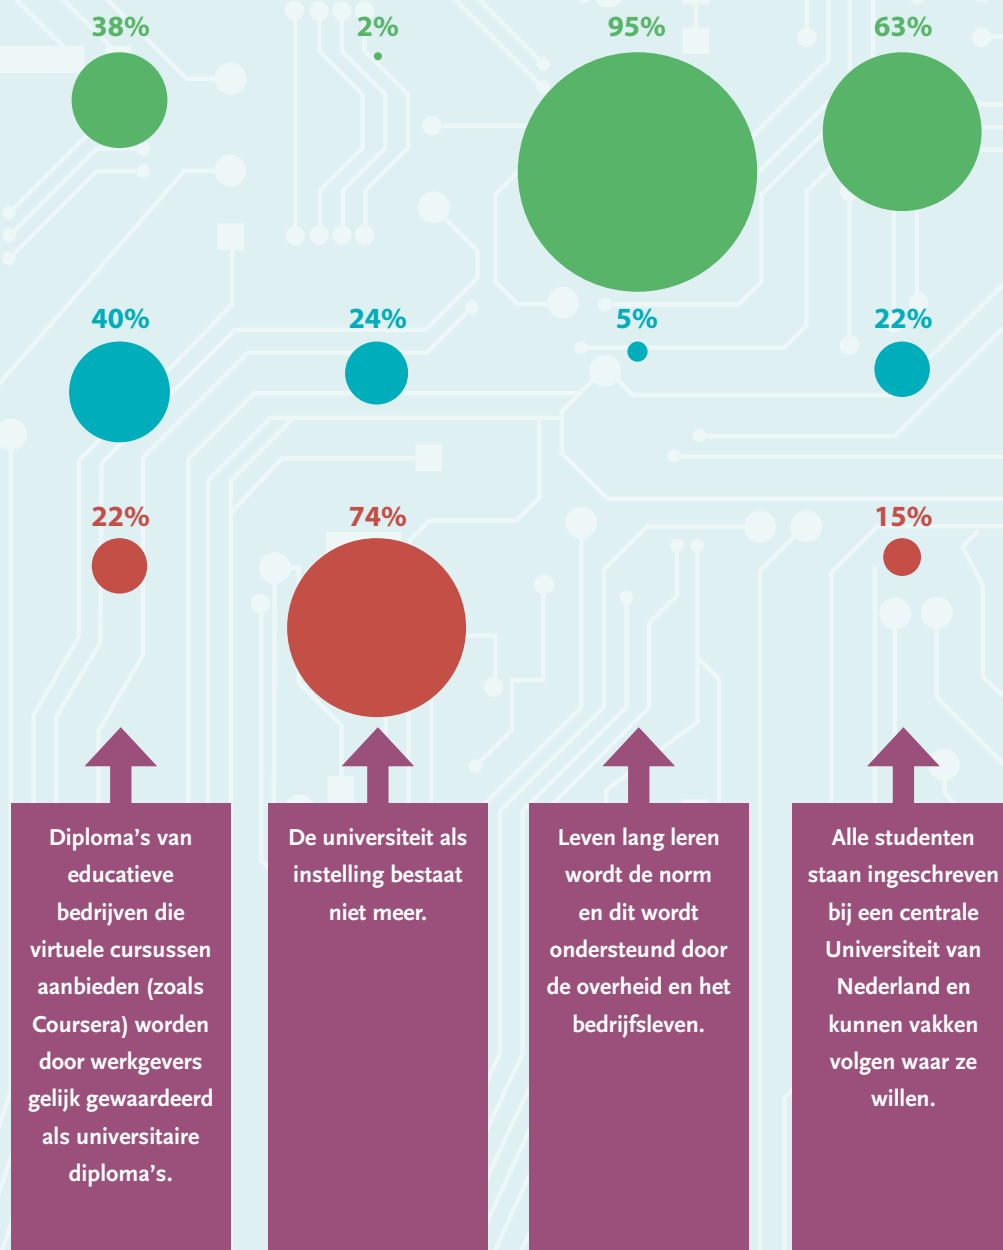 38%
2%
95%
63%
40%
24%
5%
22%
22%
74%
15%
Diploma's van
educatieve
bedrijven die
virtuele cursussen
aanbieden (zoals
Coursera) worden
door werkgevers
gelijk gewaardeerd
als universitaire
diploma's.
De universiteit als
instelling bestaat
niet meer.
Leven lang leren
wordt de norm
en dit wordt
ondersteund door
de overheid en het
bedrijfsleven.
Alle studenten
staan ingeschreven
bij een centrale
Universiteit van
Nederland en
kunnen vakken
volgen waar ze
willen.